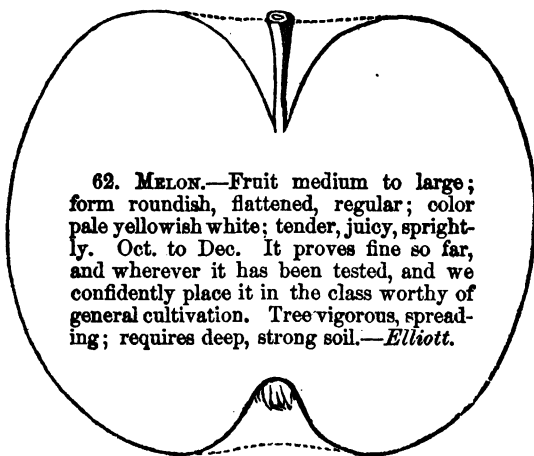 62. MELON.—Fruit medium to large;
form roundish, flattened, regular; color
pale yellowish white; tender, juicy, spright-
ly. Oct. to Dec. It proves fine so far,
and wherever it has been tested, and we
confidently place it in the class worthy of
general cultivation. Tree vigorous, spread-
ing; requires deep, strong soil.—Elliott.